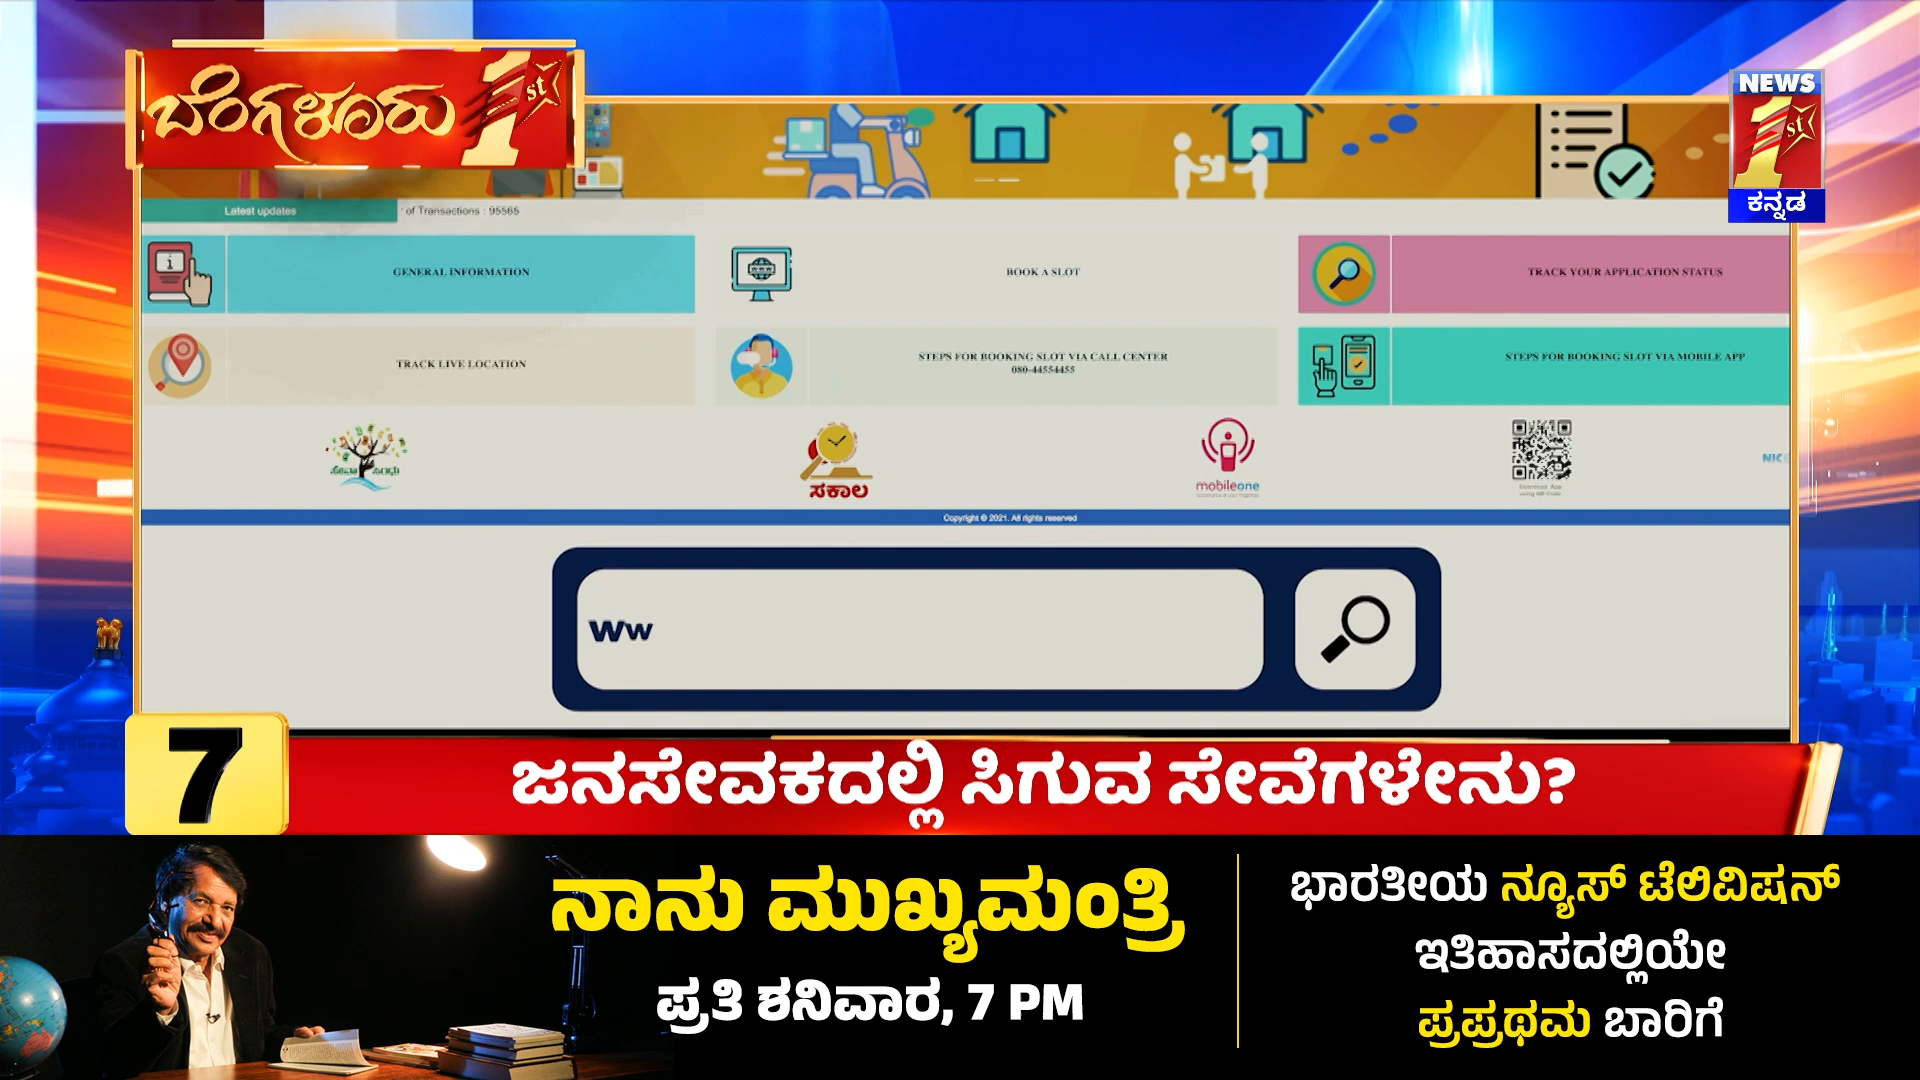 ಬೆಂಗಳೂರು 1st
NEWS
1st
ಕನ್ನಡ
Latest updates
of Transactions : 95565
GENERAL INFORMATION
BOOK A SLOT
TRACK YOUR APPLICATION STATUS
TRACK LIVE LOCATION
STEPS FOR BOOKING SLOT VIA CALL CENTER
080-44554455
STEPS FOR BOOKING SLOT VIA MOBILE APP
ಸೇವಾ ಸಿಂಧು
ಸಕಾಲ
mobileone
NIC
Copyright © 2021. All rights reserved
Ww
7
ಜನಸೇವಕದಲ್ಲಿ ಸಿಗುವ ಸೇವೆಗಳೇನು?
ನಾನು ಮುಖ್ಯಮಂತ್ರಿ
ಪ್ರತಿ ಶನಿವಾರ, 7 PM
ಭಾರತೀಯ ನ್ಯೂಸ್ ಟೆಲಿವಿಷನ್
ಇತಿಹಾಸದಲ್ಲಿಯೇ
ಪ್ರಪ್ರಥಮ ಬಾರಿಗೆ